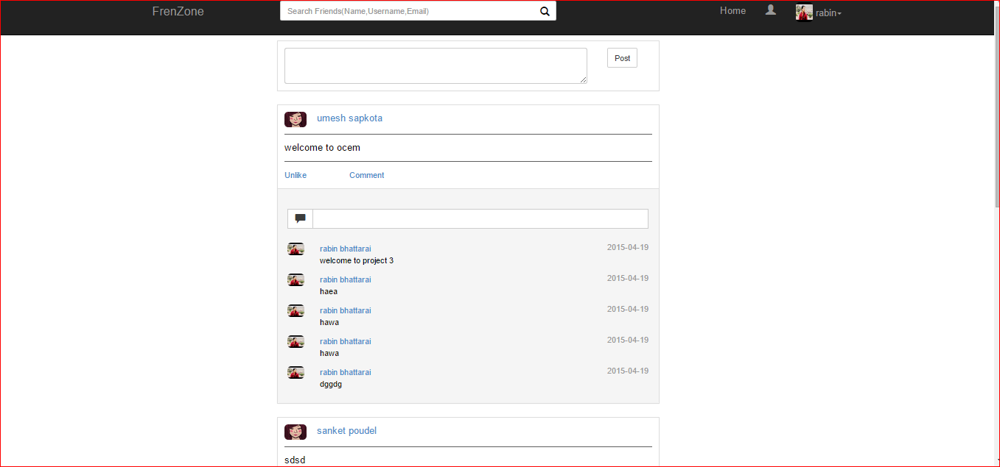 FrenZone Search Friends(Name,Username,Email) Home rabin
Post
umesh sapkota
welcome to ocem
Unlike Comment
rabin bhattarai 2015-04-19
welcome to project 3
rabin bhattarai 2015-04-19
haea
rabin bhattarai 2015-04-19
hawa
rabin bhattarai 2015-04-19
hawa
rabin bhattarai 2015-04-19
dggdg
sanket poudel
sdsd